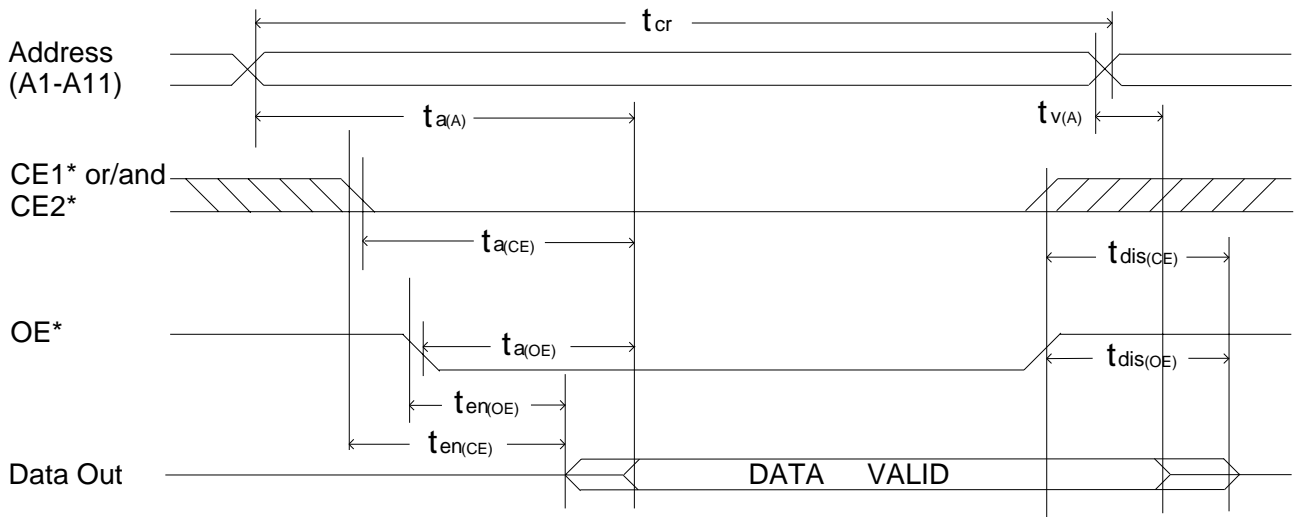 tcr
Address
(A1-A11)
ta(A)
tv(A)
CE1* or/and
CE2*
ta(CE)
tdis(CE)
OE*
ta(OE)
tdis(OE)
ten(OE)
ten(CE)
Data Out
DATA VALID